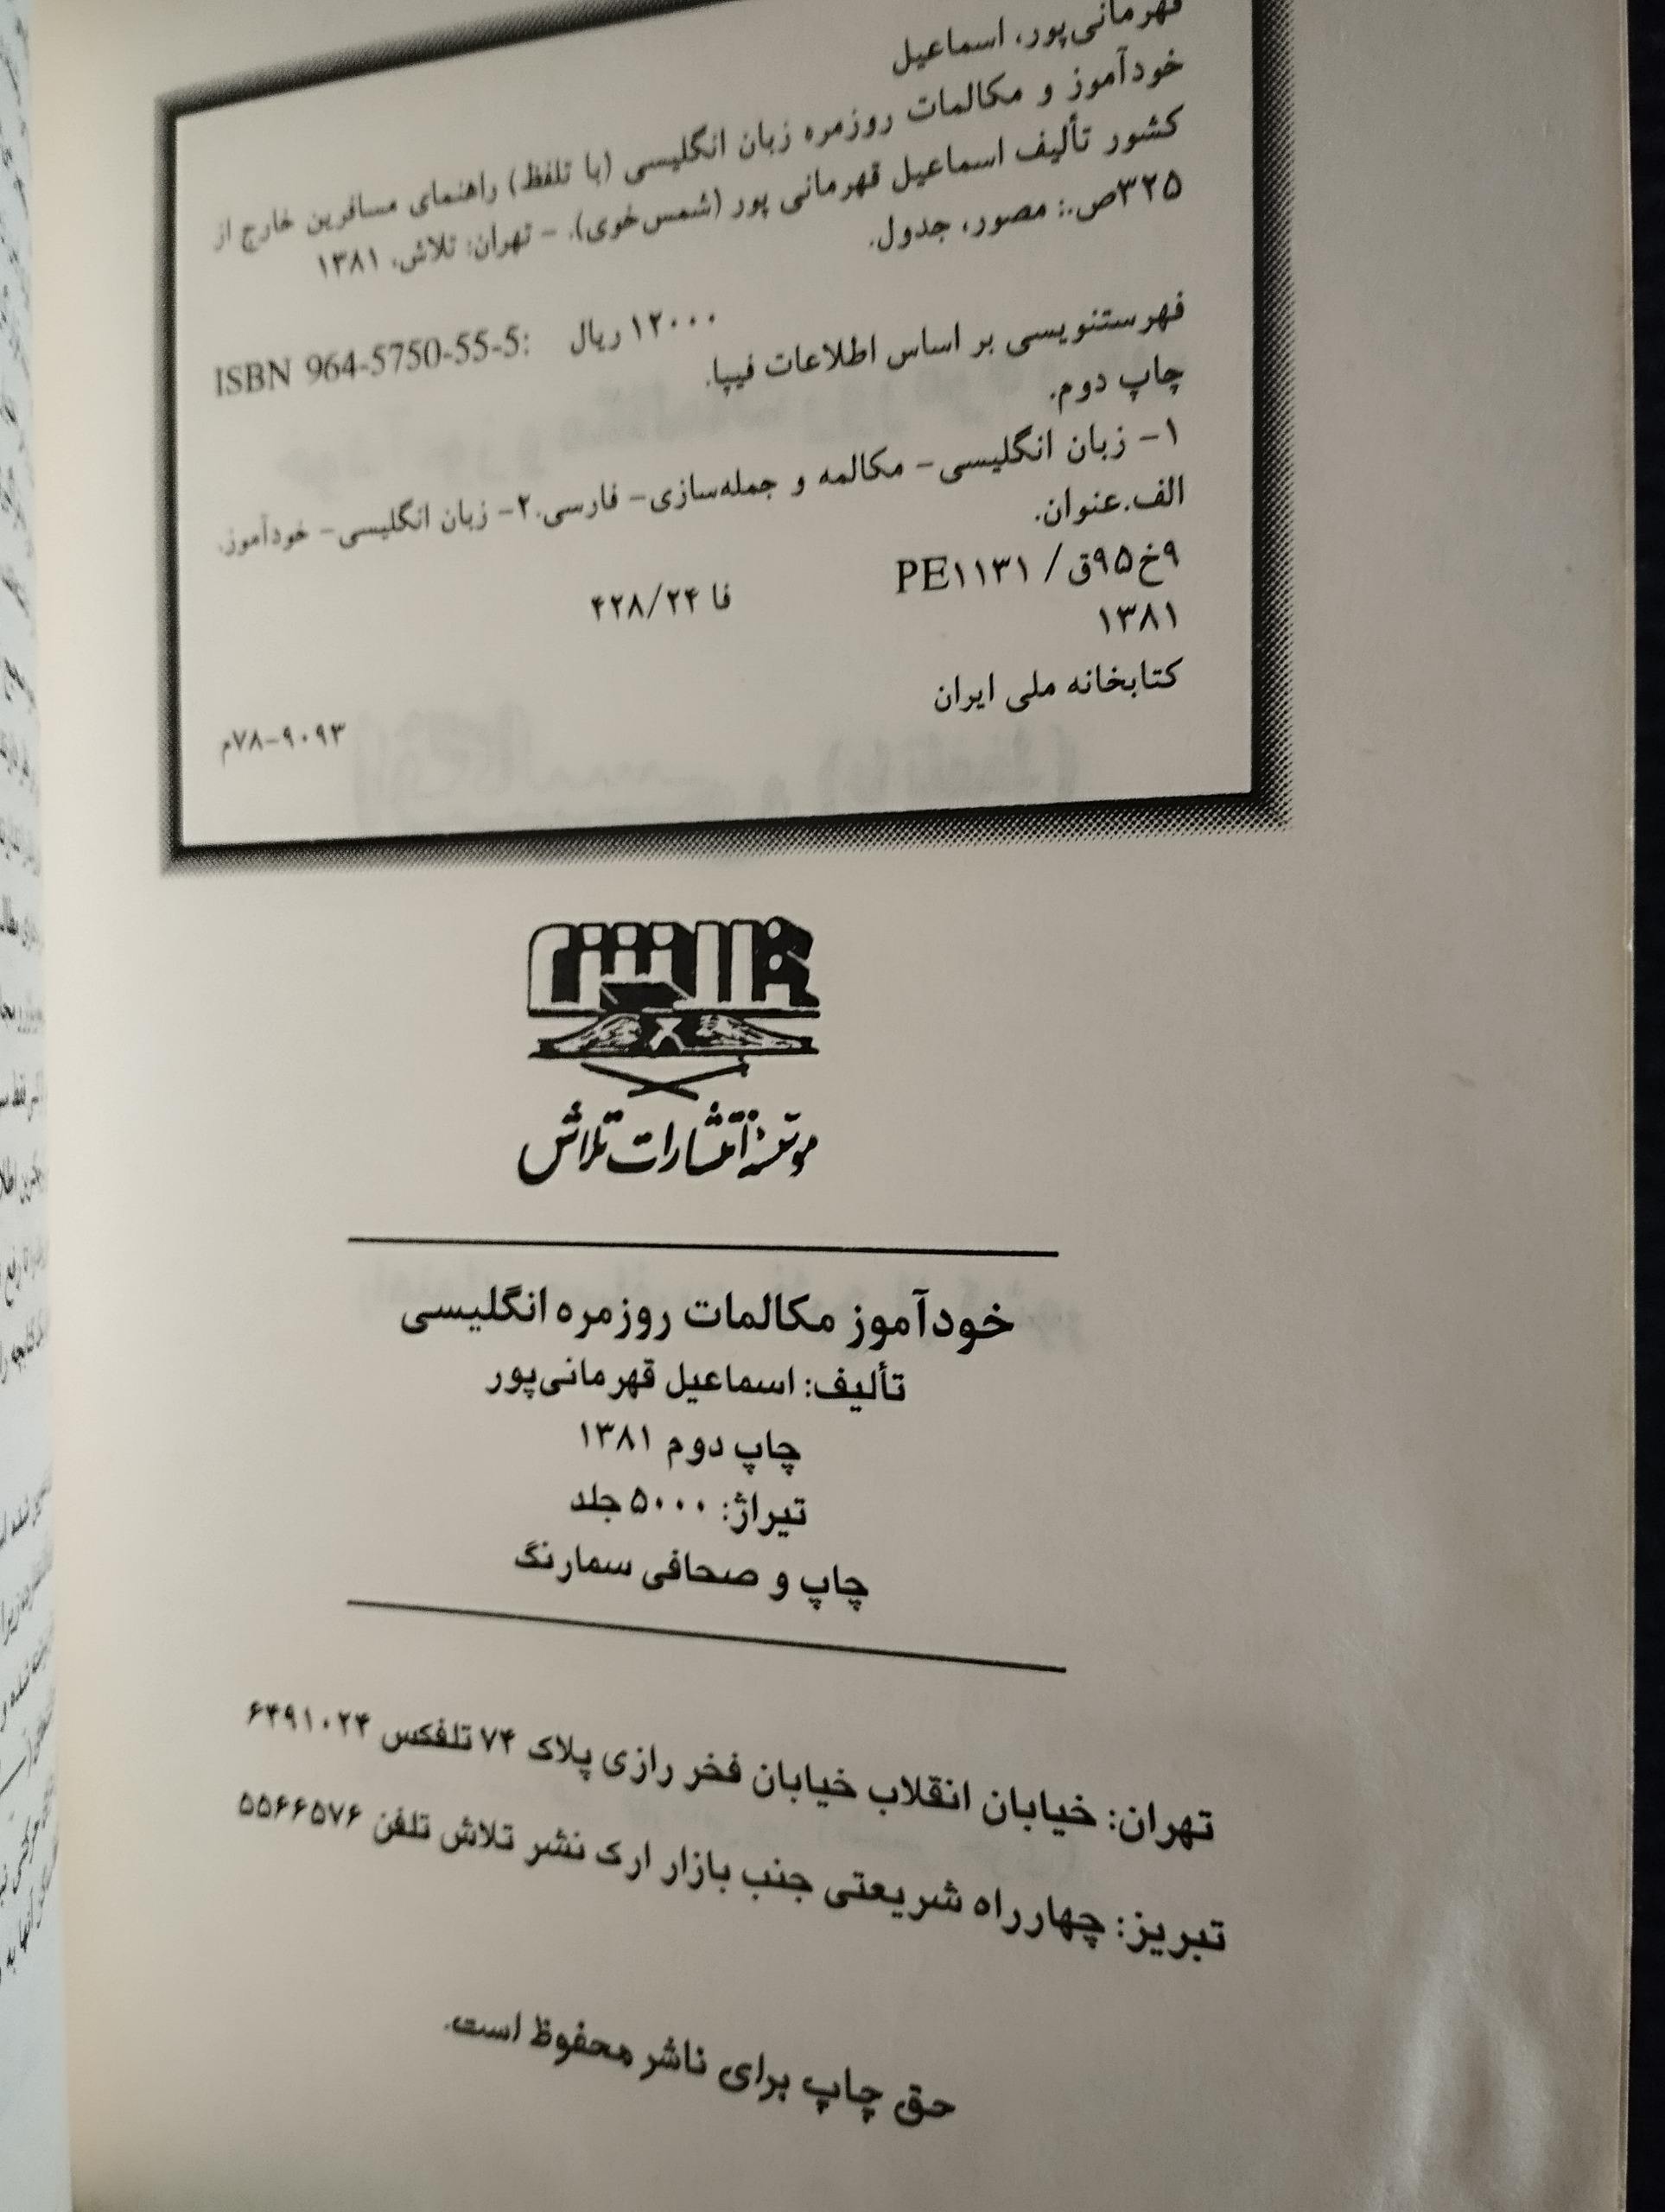 قهرمانی‌پور، اسماعیل
خودآموز و مکالمات روزمره زبان انگلیسی (با تلفظ) راهنمای مسافرین خارج از
کشور تألیف اسماعیل قهرمانی پور (شمس‌خوی). - تهران: تلاش، ۱۳۸۱
۳۲۵ص.: مصور، جدول.
ISBN 964-5750-55-5: ۱۲۰۰۰ ریال
فهرستنویسی بر اساس اطلاعات فیپا.
چاپ دوم.
۱- زبان انگلیسی- مکالمه و جمله‌سازی- فارسی.۲- زبان انگلیسی- خودآموز.
الف.عنوان.
۹خ۹۵ق/ PE۱۱۳۱
فا ۴۲۸/۲۴
۱۳۸۱
کتابخانه ملی ایران
۷۸-۹۰۹۳م
تلاش
موسسه انتشارات تلاش
خودآموز مکالمات روزمره انگلیسی
تألیف: اسماعیل قهرمانی‌پور
چاپ دوم ۱۳۸۱
تیراژ: ۵۰۰۰ جلد
چاپ و صحافی سمارنگ
تهران: خیابان انقلاب خیابان فخر رازی پلاک ۷۴ تلفکس ۶۴۹۱۰۲۴
تبریز: چهارراه شریعتی جنب بازار ارک نشر تلاش تلفن ۵۵۶۶۵۷۶
حق چاپ برای ناشر محفوظ است.